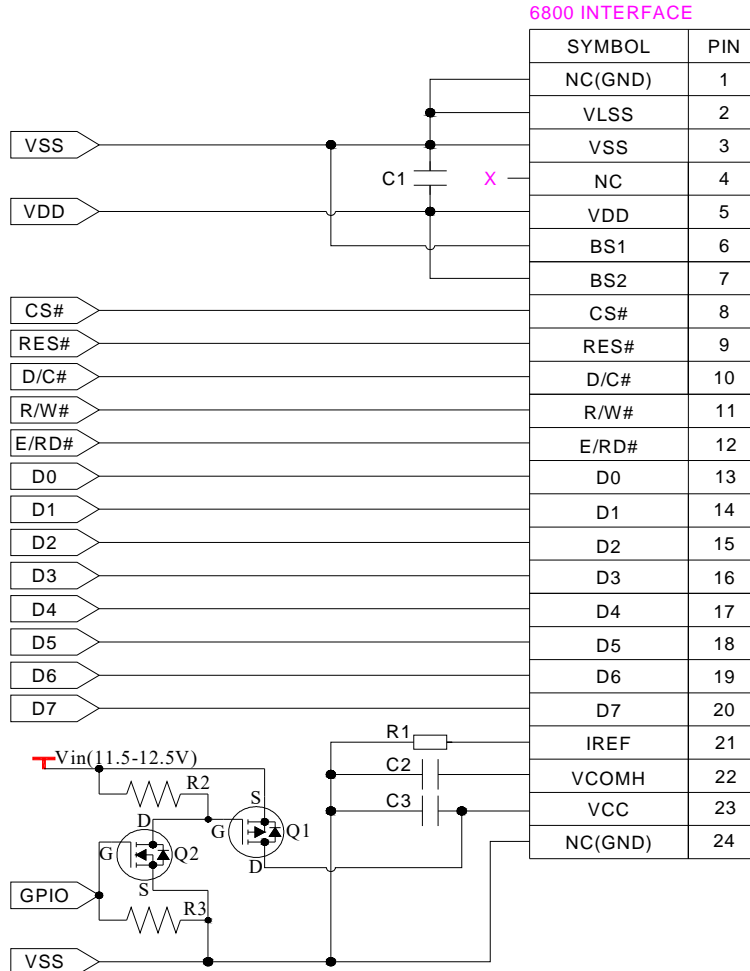 6800 INTERFACE
SYMBOL PIN
NC(GND) 1
VLSS 2
VSS VSS 3
C1 X NC 4
VDD VDD 5
BS1 6
BS2 7
CS# CS# 8
RES# RES# 9
D/C# D/C# 10
R/W# R/W# 11
E/RD# E/RD# 12
D0 D0 13
D1 D1 14
D2 D2 15
D3 D3 16
D4 D4 17
D5 D5 18
D6 D6 19
D7 D7 20
R1 IREF 21
Vin(11.5-12.5V)
C2 VCOMH 22
R2
C3 VCC 23
S
D
G Q1
NC(GND) 24
G Q2
D
S
GPIO
R3
VSS